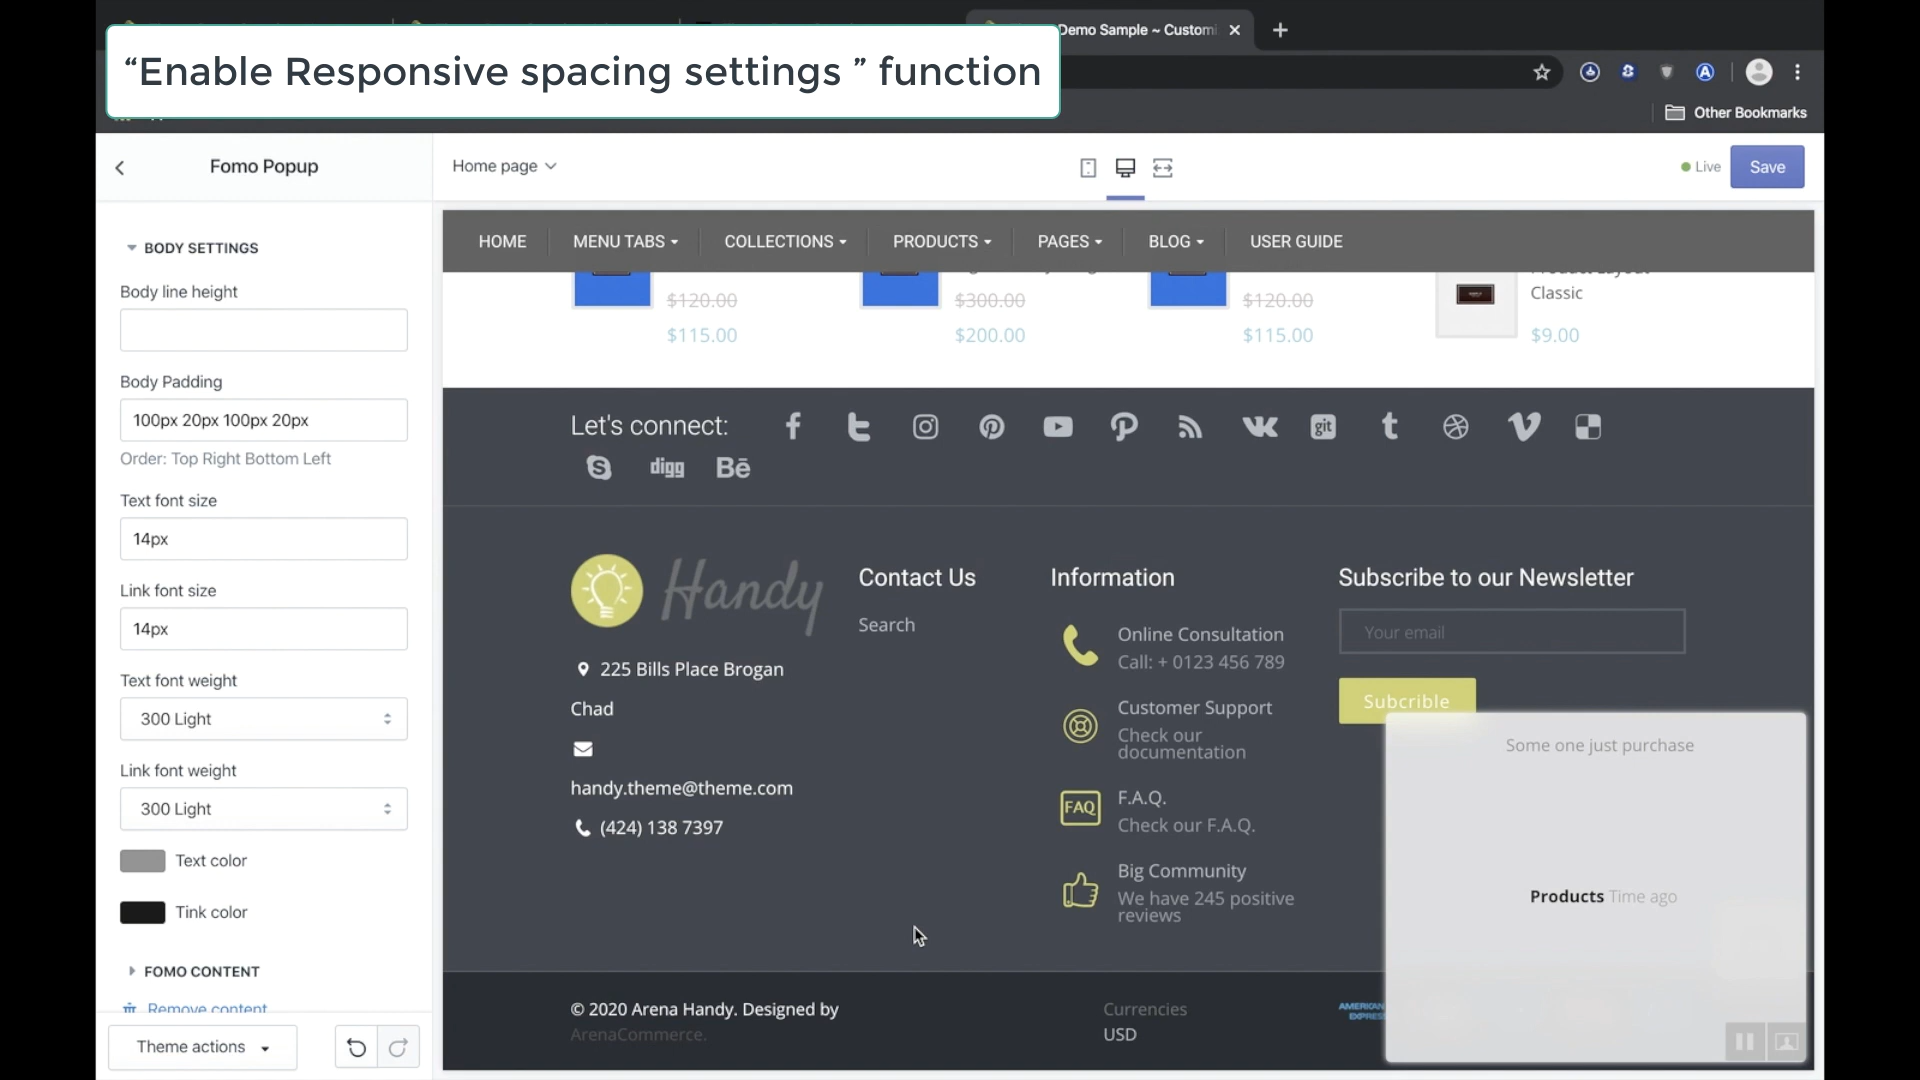 Demo Sample ~ Customi
“Enable Responsive spacing settings ” function
Other Bookmarks
Fomo Popup
Home page
Live
Save
BODY SETTINGS
Body line height
Body Padding
100px 20px 100px 20px
Order: Top Right Bottom Left
Text font size
14px
Link font size
14px
Text font weight
300 Light
Link font weight
300 Light
Text color
Tink color
FOMO CONTENT
Remove content
Theme actions
HOME
MENU TABS
COLLECTIONS
PRODUCTS
PAGES
BLOG
USER GUIDE
$120.00
$115.00
$300.00
$200.00
$120.00
$115.00
Product Layout
Classic
$9.00
Let's connect:
git
digg
Bē
Handy
225 Bills Place Brogan
Chad
handy.theme@theme.com
(424) 138 7397
Contact Us
Search
Information
Online Consultation
Call: + 0123 456 789
Customer Support
Check our
documentation
FAQ
F.A.Q.
Check our F.A.Q.
Big Community
We have 245 positive
reviews
Subscribe to our Newsletter
Your email
Subcrible
Some one just purchase
Products Time ago
© 2020 Arena Handy. Designed by
ArenaCommerce.
Currencies
USD
AMERICAN
EXPRESS